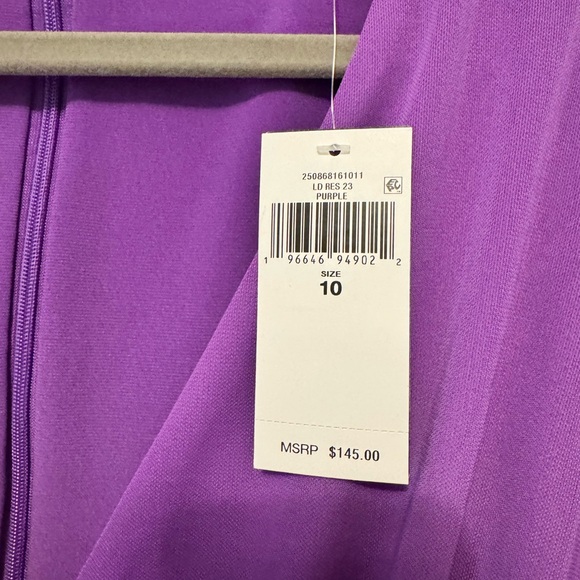 250868161011
LD RES 23
PURPLE
1 96646 94902 2
SIZE
10
MSRP $145.00